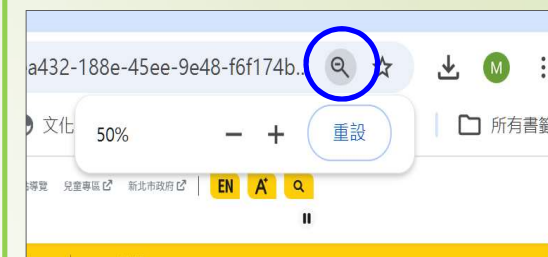 a432-188e-45ee-9e48-f6f174b...
M
文化
50% − + 重設
所有書籤
導覽 兒童專區 新北市政府 EN A+